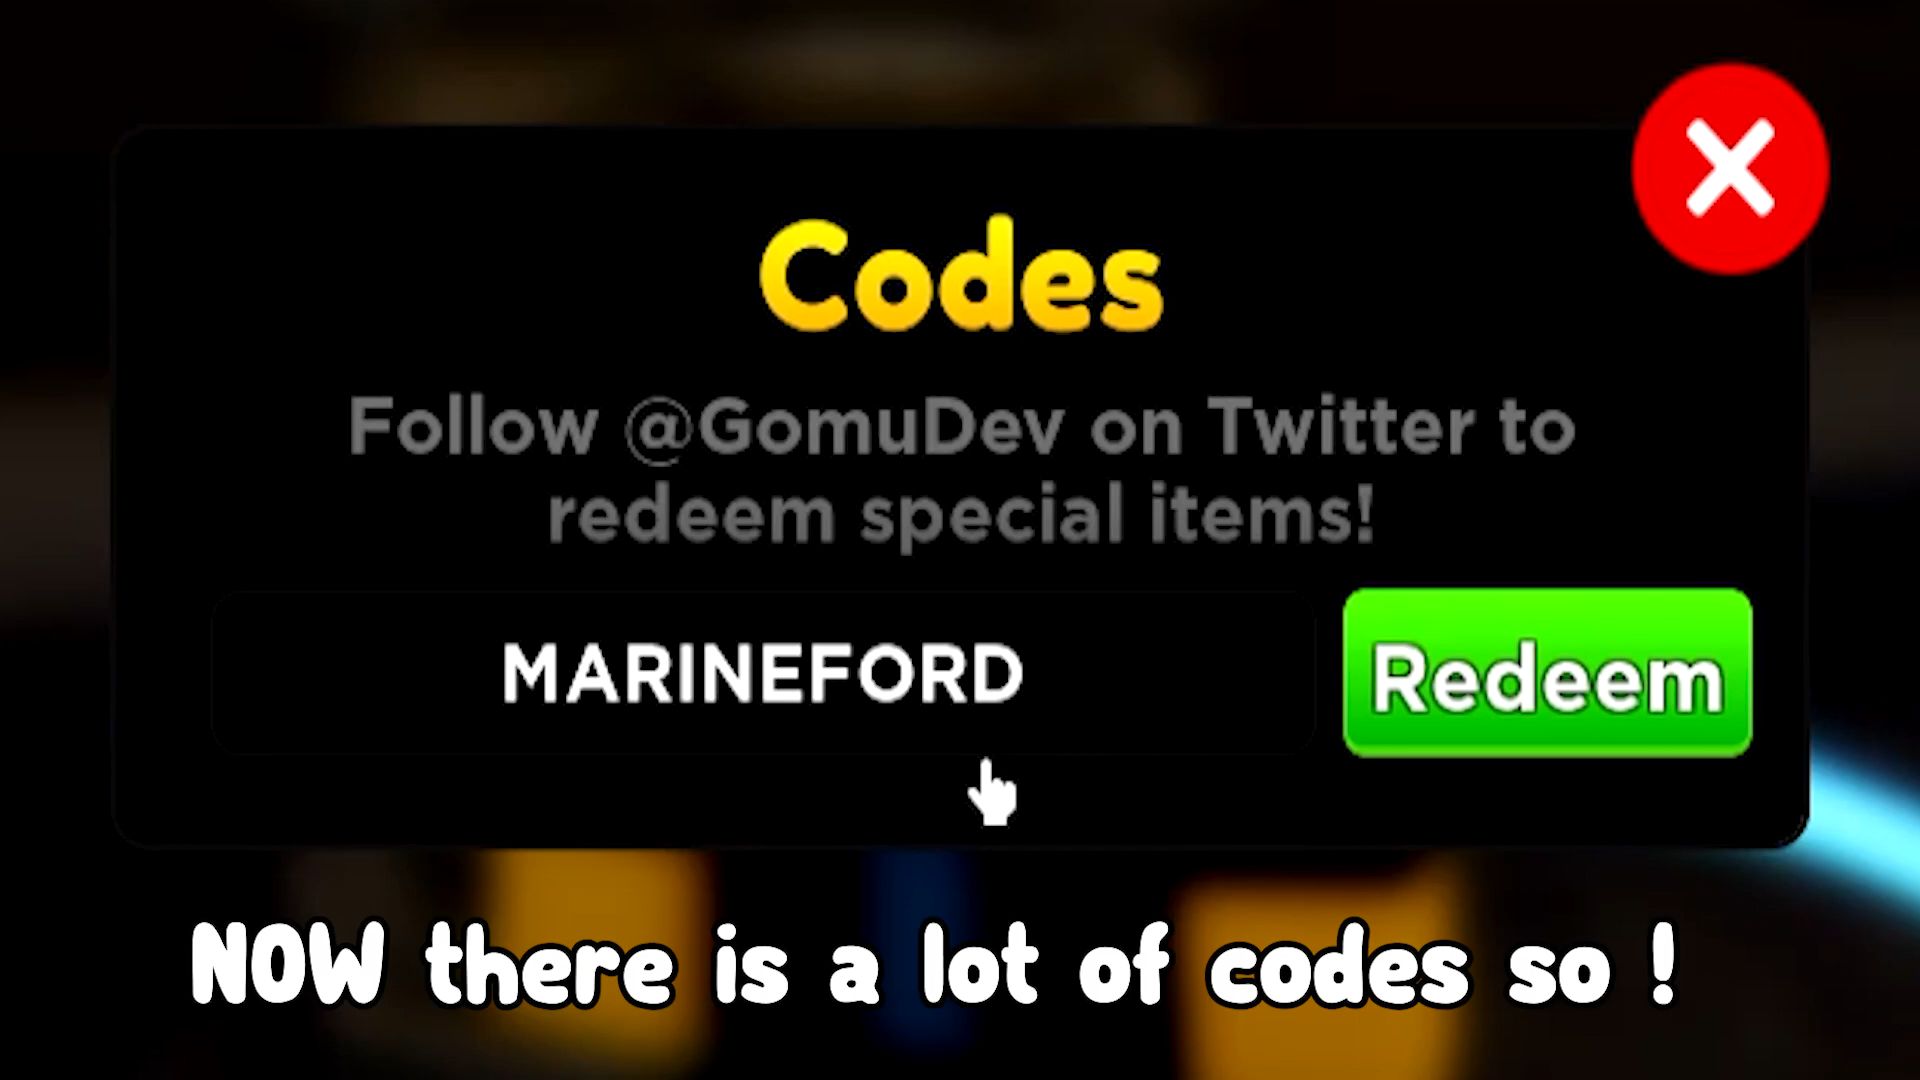 Codes
Follow @GomuDev on Twitter to
redeem special items!
MARINEFORD
Redeem
NOW there is a lot of codes so !